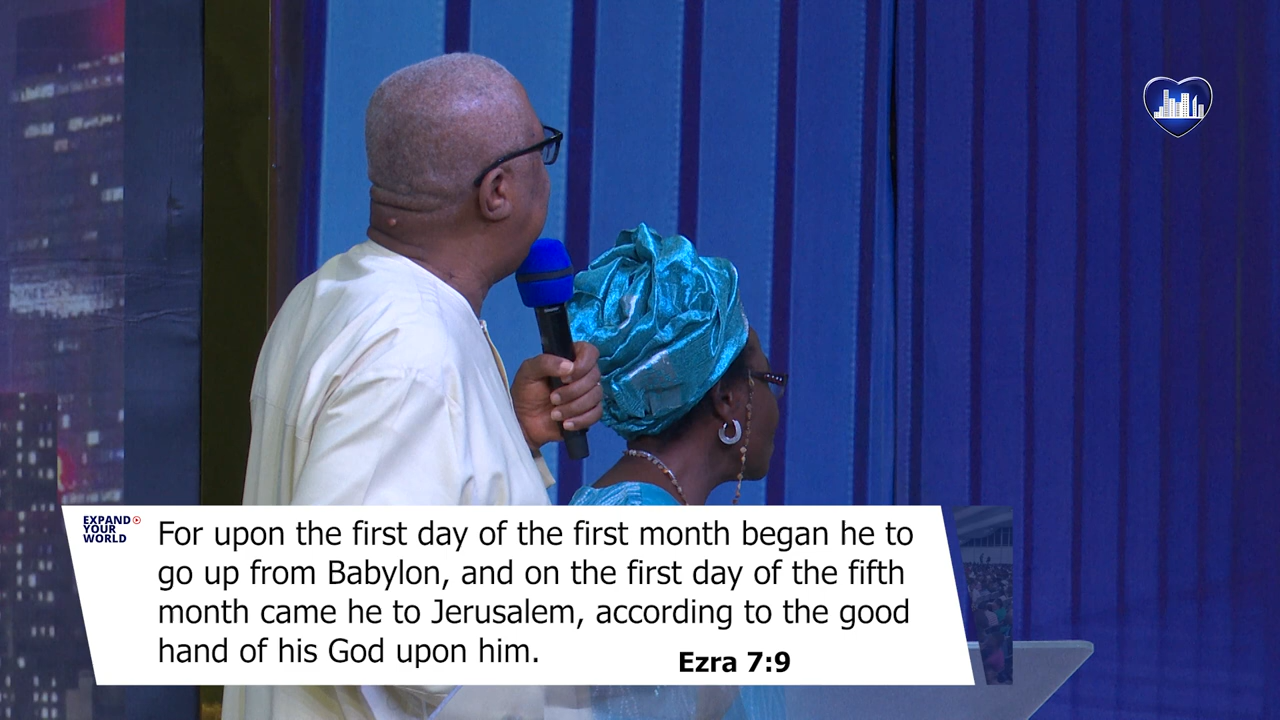 EXPAND
YOUR
WORLD
For upon the first day of the first month began he to
go up from Babylon, and on the first day of the fifth
month came he to Jerusalem, according to the good
hand of his God upon him.
Ezra 7:9